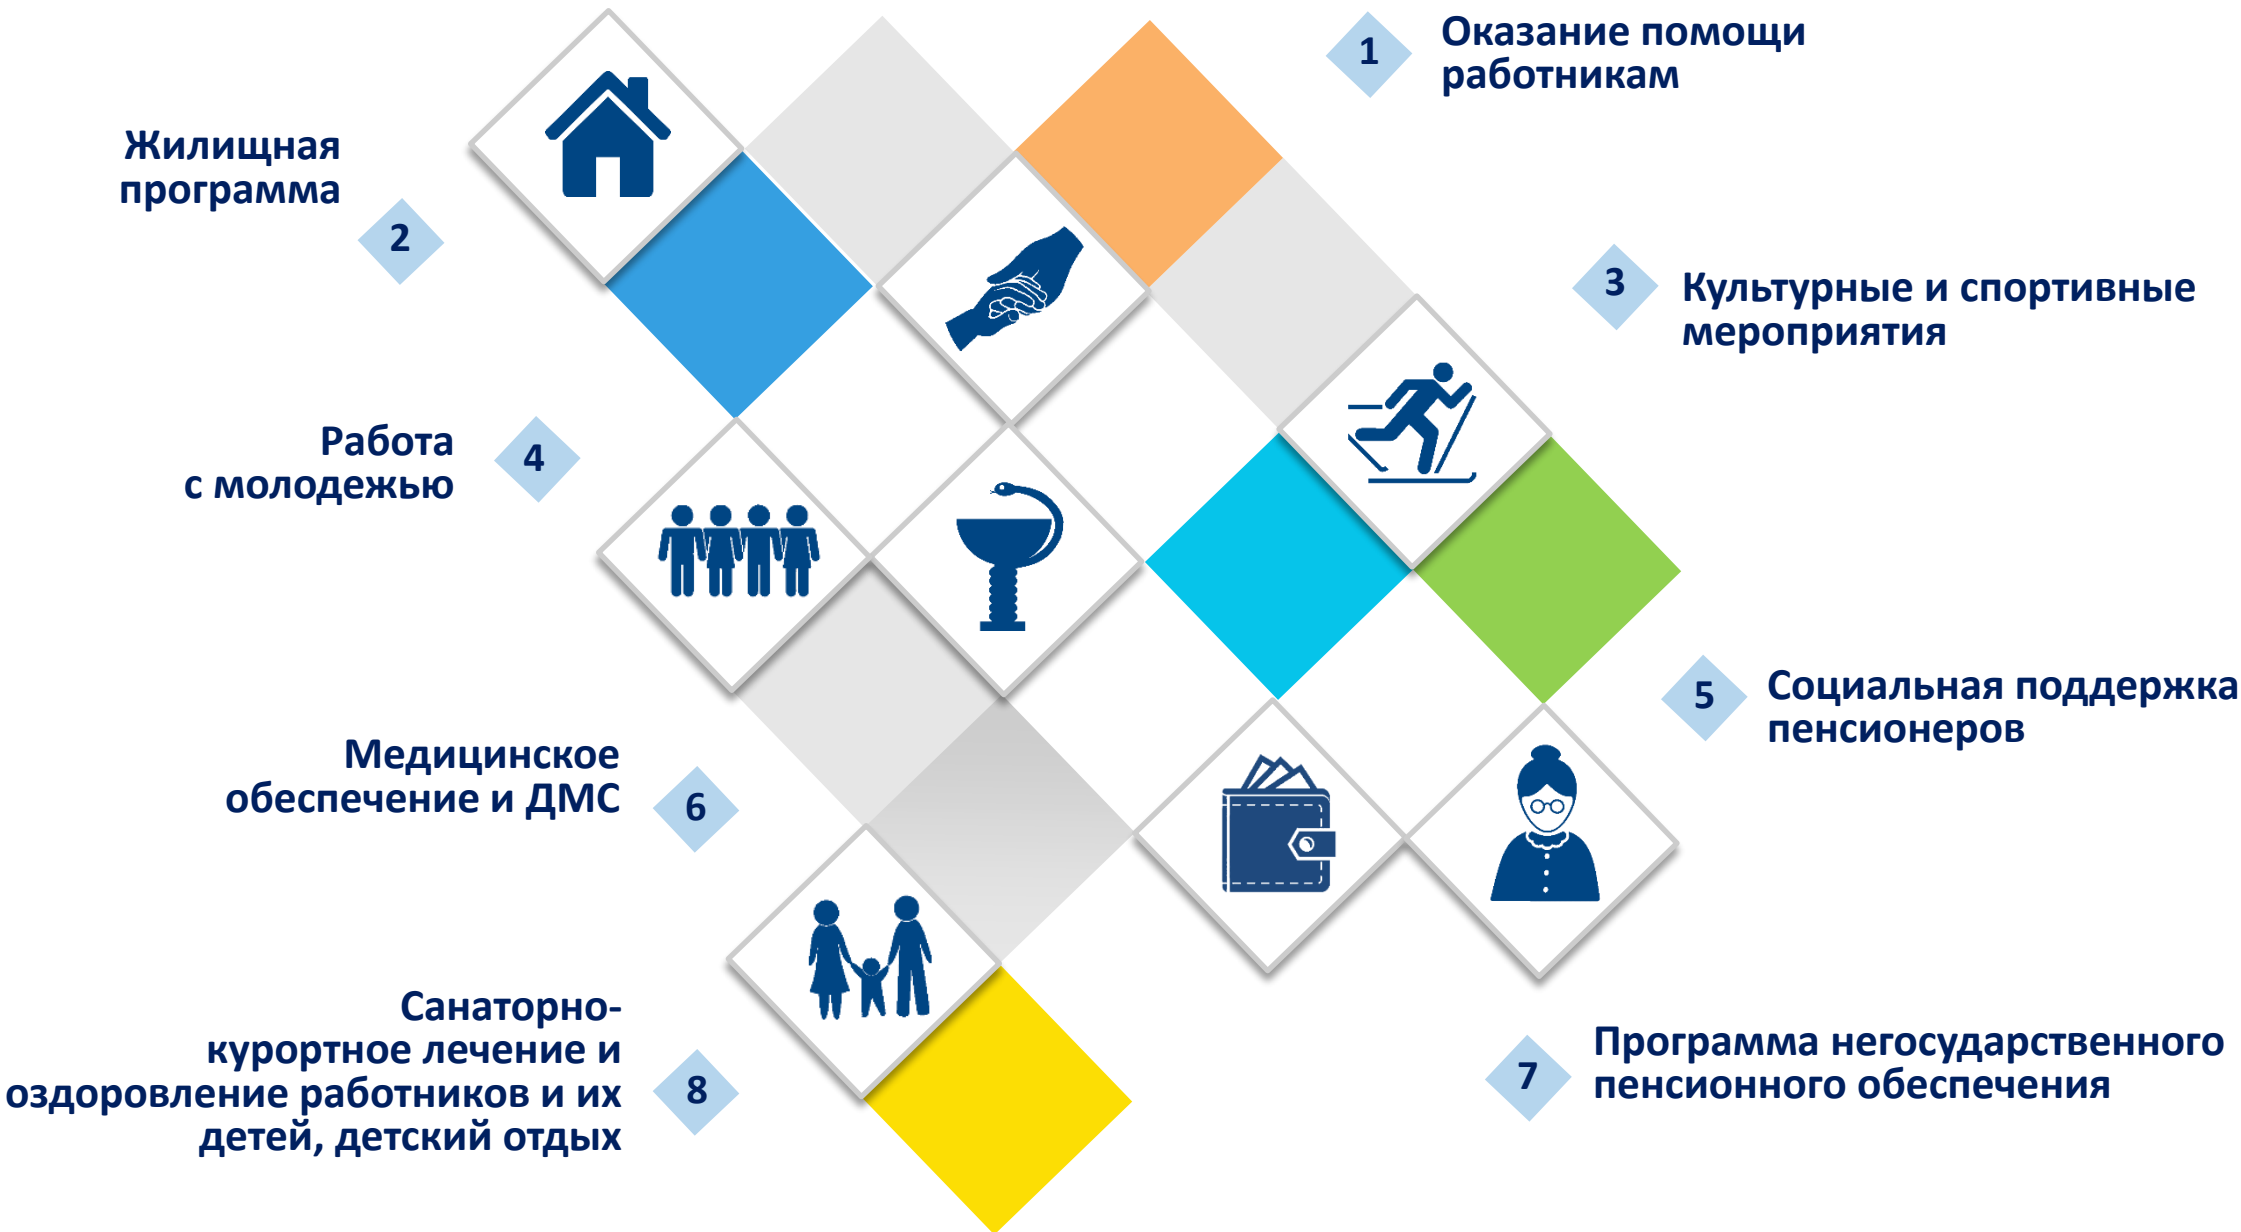 1
Оказание помощи
работникам
Жилищная
программа
2
3
Культурные и спортивные
мероприятия
Работа
с молодежью
4
5
Социальная поддержка
пенсионеров
Медицинское
обеспечение и ДМС
6
Санаторно-
курортное лечение и
оздоровление работников и их
детей, детский отдых
8
7
Программа негосударственного
пенсионного обеспечения